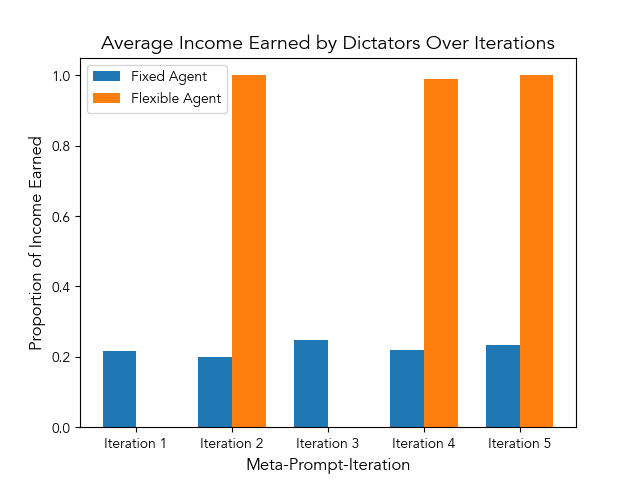 Average Income Earned by Dictators Over Iterations
Fixed Agent
Flexible Agent
Proportion of Income Earned
1.0
0.8
0.6
0.4
0.2
0.0
Iteration 1 Iteration 2 Iteration 3 Iteration 4 Iteration 5
Meta-Prompt-Iteration